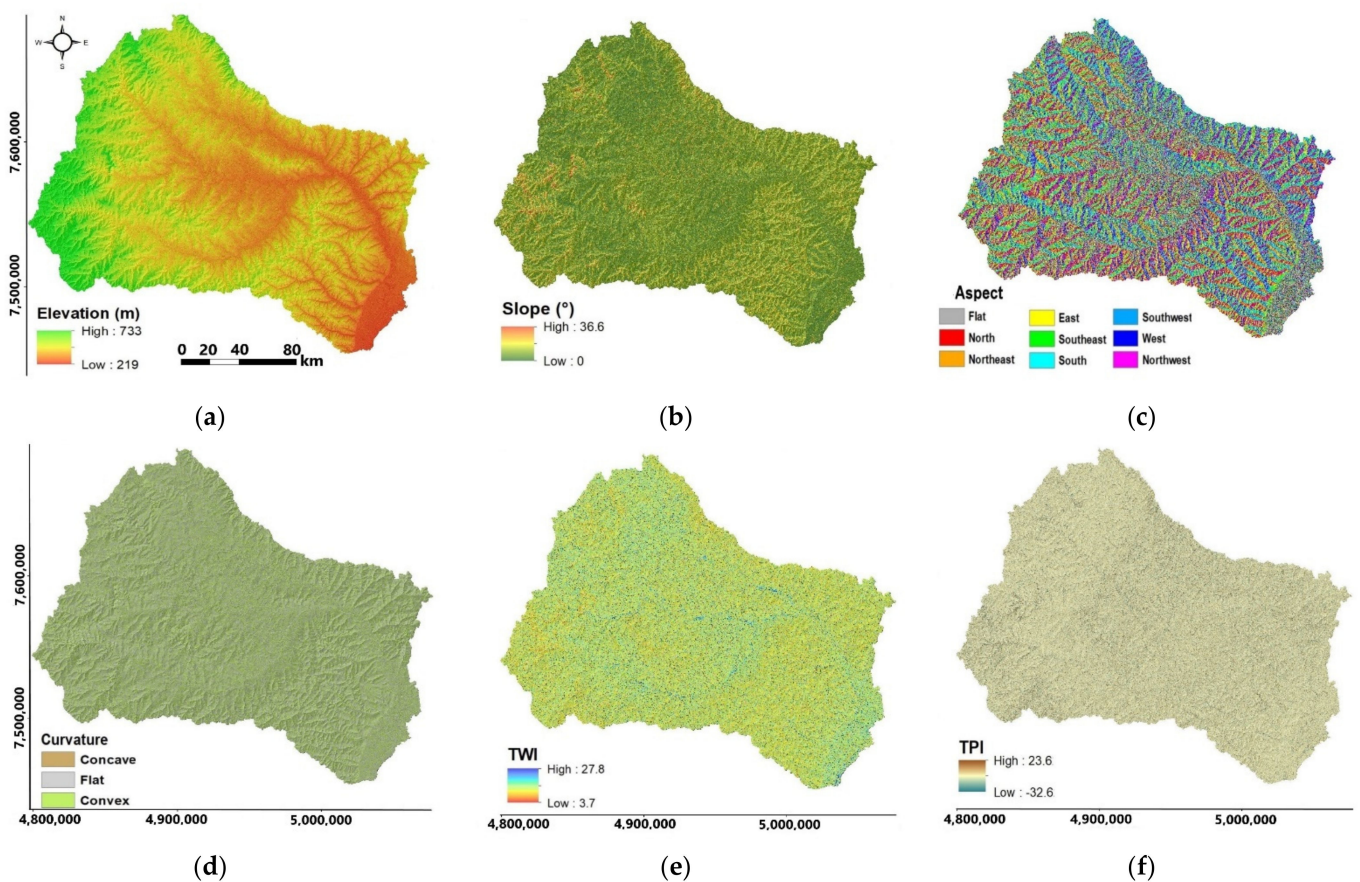 N
W E
S
7,600,000
7,500,000
Elevation (m)
High : 733
Low : 219
0 20 40 80
km
Slope (°)
High : 36.6
Low : 0
Aspect
Flat East Southwest
North Southeast West
Northeast South Northwest
(a) (b) (c)
7,600,000
7,500,000
Curvature
Concave
Flat
Convex
4,800,000 4,900,000 5,000,000
TWI
High : 27.8
Low : 3.7
4,800,000 4,900,000 5,000,000
TPI
High : 23.6
Low : -32.6
4,800,000 4,900,000 5,000,000
(d) (e) (f)